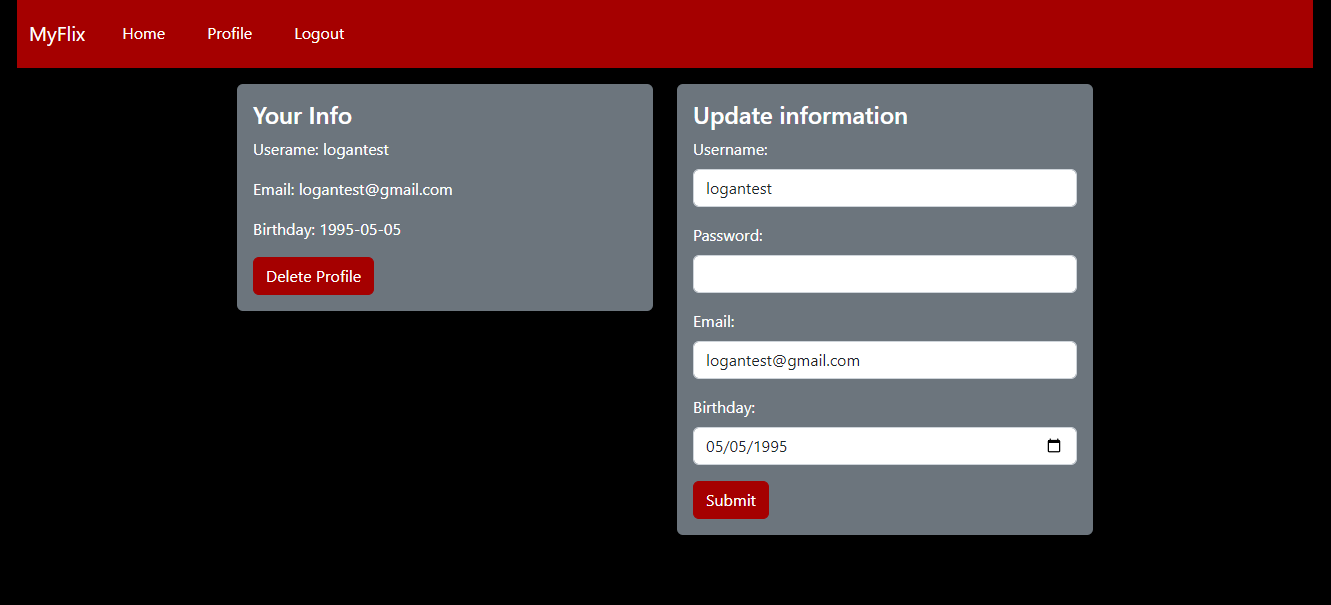 MyFlix Home Profile Logout
Your Info
Userame: logantest
Email: logantest@gmail.com
Birthday: 1995-05-05
Delete Profile
Update information
Username:
logantest
Password:
Email:
logantest@gmail.com
Birthday:
05/05/1995
Submit